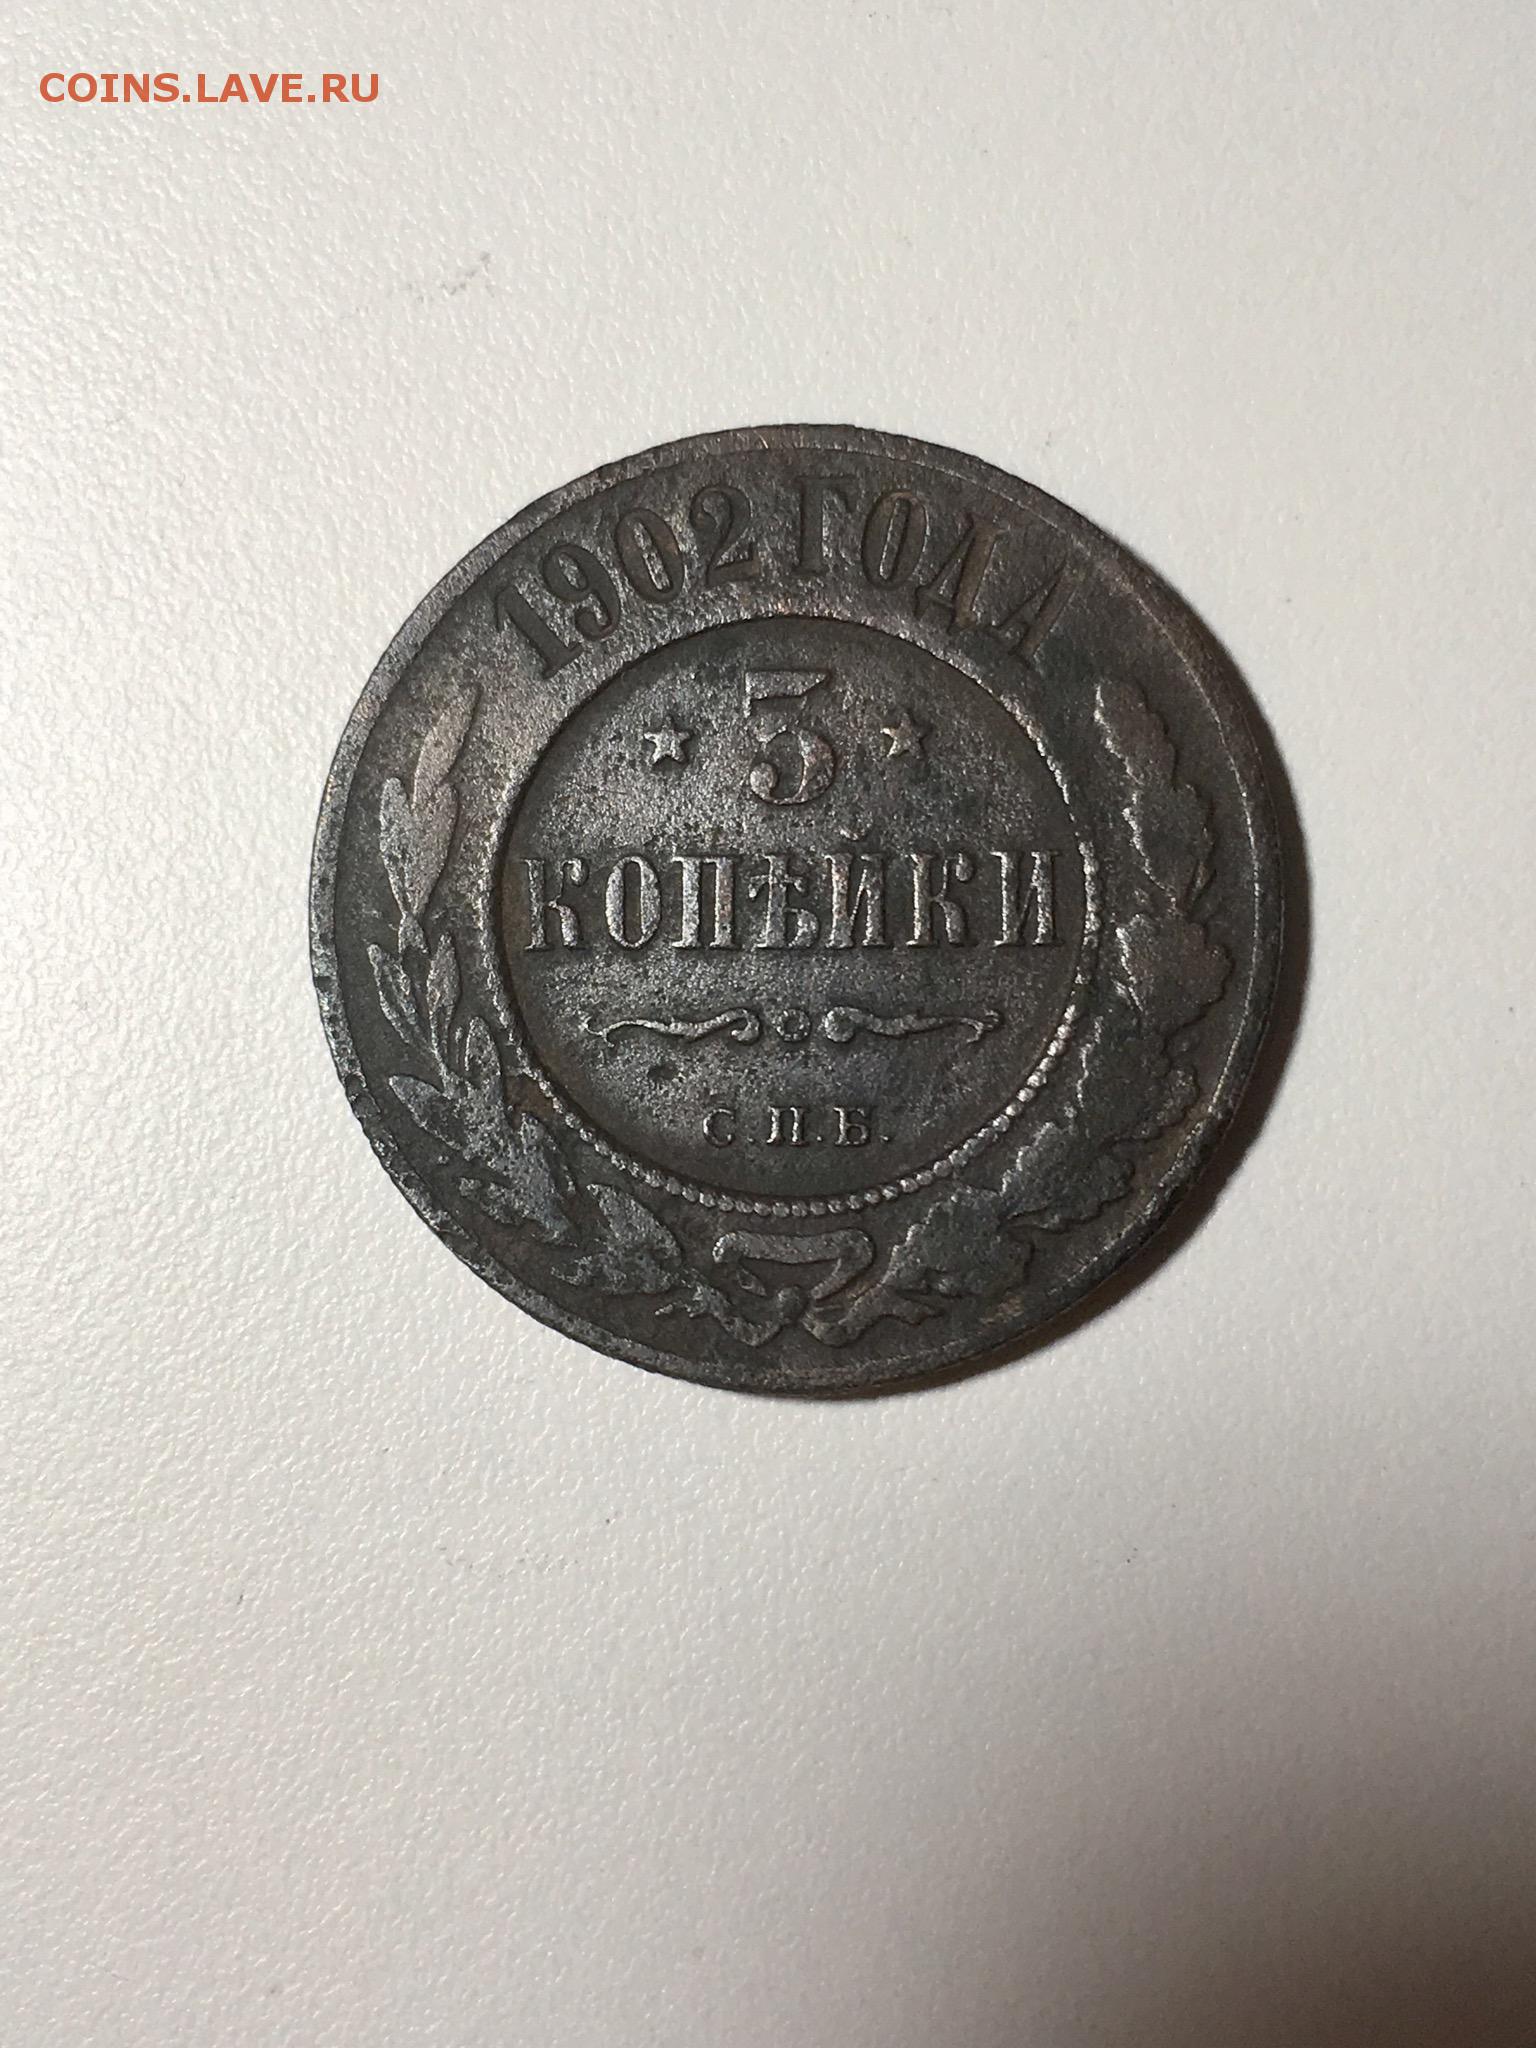 COINS.LAVE.RU
1902 ГОДА
3
КОПѢЙКИ
С.П.Б.